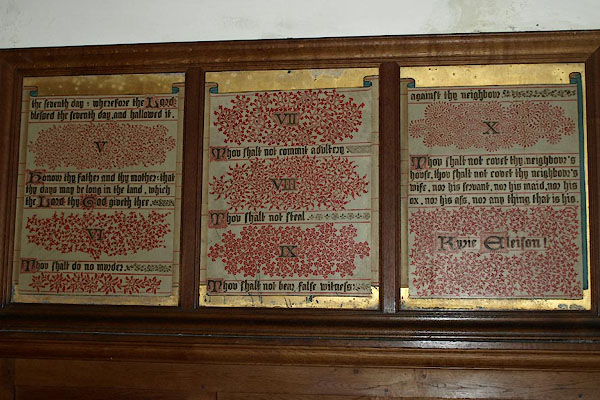 the seventh day : wherefore the Lord
blessed the seventh day, and hallowed it.
V
Honour thy father and thy mother: that
thy days may be long in the land, which
the Lord thy God giveth thee.
VI
Thou shalt do no murder.
VII
Thou shalt not commit adultery.
VIII
Thou shalt not steal.
IX
Thou shalt not bear false witness
against thy neighbour
X
Thou shalt not covet thy neighbour's
house, thou shalt not covet thy neighbour's
wife, nor his servant, nor his maid, nor his
ox, nor his ass, nor any thing that is his.
Kyrie Eleison!